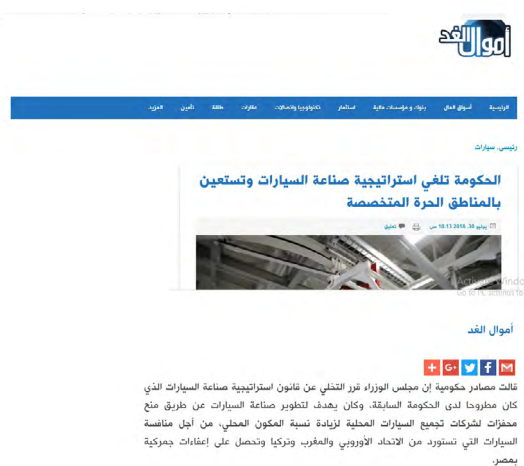 أموال الغد
الرئيسية أسواق المال بنوك و مؤسسات مالية استثمار تكنولوجيا واتصالات عقارات طاقة تأمين المزيد
رئيسي، سيارات
الحكومة تلغي استراتيجية صناعة السيارات وتستعين
بالمناطق الحرة المتخصصة
30, 2018 10:13 ص تعليق
أموال الغد
قالت مصادر حكومية إن مجلس الوزراء قرر التخلي عن قانون استراتيجية صناعة السيارات الذي
كان مطروحا لدى الحكومة السابقة، وكان يهدف لتطوير صناعة السيارات عن طريق منح
محفزات لشركات تجميع السيارات المحلية لزيادة نسبة المكون المحلي، من أجل منافسة
السيارات التي تستورد من الاتحاد الأوروبي والمغرب وتركيا وتحصل على إعفاءات جمركية
بمصر.